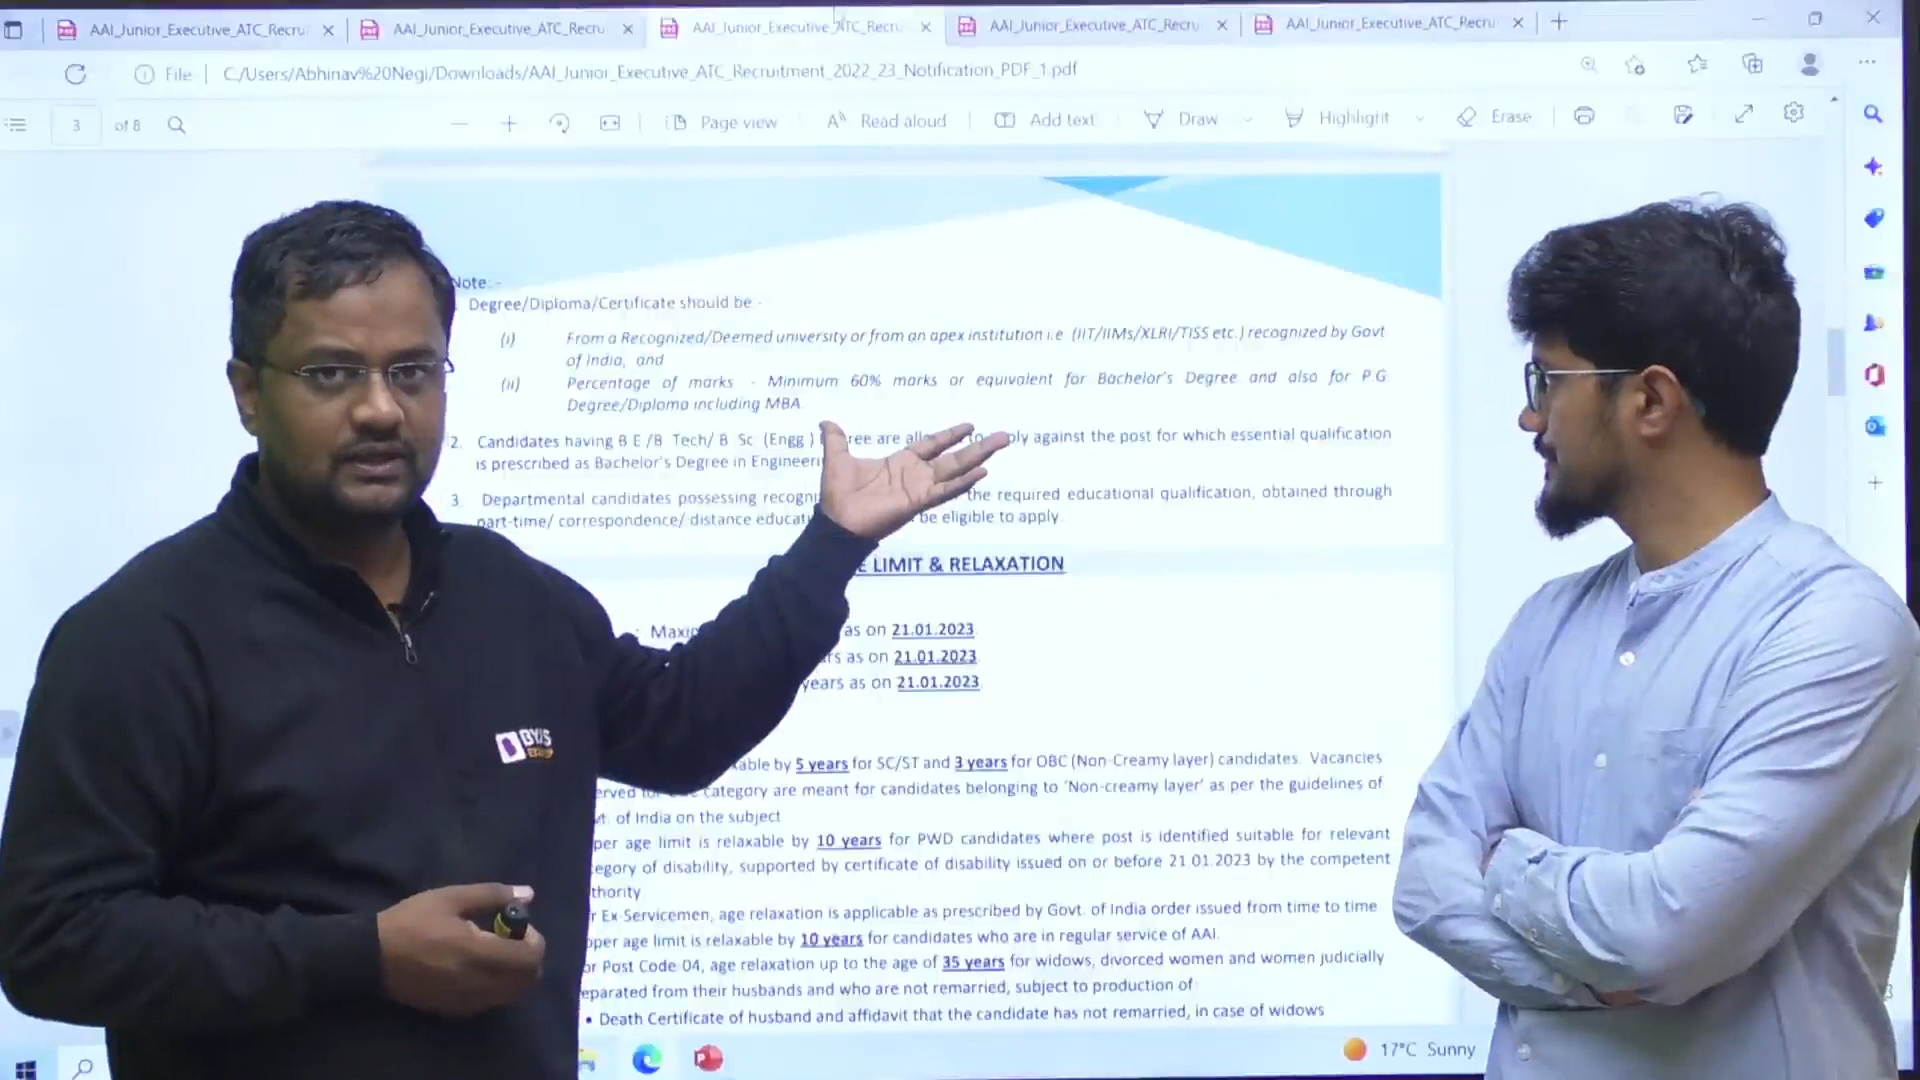 AAI_Junior_Executive_ATC_Recru
AAI_Junior_Executive_ATC_Recru
AAI_Junior_Executive_ATC_Recru
AAI_Junior_Executive_ATC_Recru
AAI_Junior_Executive_ATC_Recru
File
C:/Users/Abhinav%20Negi/Downloads/AAI_Junior_Executive_ATC_Recruitment_2022_23_Notification_PDF_1.pdf
3 of 8
Page view
Read aloud
Add text
Draw
Highlight
Erase
Note:-
Degree/Diploma/Certificate should be -
(i) From a Recognized/Deemed university or from an apex institution i.e (IIT/IIMs/XLRI/TISS etc.) recognized by Govt
of India, and
(ii) Percentage of marks - Minimum 60% marks or equivalent for Bachelor's Degree and also for P.G
Degree/Diploma including MBA.
2. Candidates having B E /B Tech/ B Sc (Engg ) against the post for which essential qualification
is prescribed as Bachelor's Degree in
3. Departmental candidates possessing the required educational qualification, obtained through
part-time/ correspondence/ distance be eligible to apply
LIMIT & RELAXATION
as on 21.01.2023
as on 21.01.2023
years as on 21.01.2023
by 5 years for SC/ST and 3 years for OBC (Non-Creamy layer) candidates. Vacancies
category are meant for candidates belonging to 'Non-creamy layer' as per the guidelines of
of India on the subject
age limit is relaxable by 10 years for PWD candidates where post is identified suitable for relevant
of disability, supported by certificate of disability issued on or before 21.01.2023 by the competent
Ex-Servicemen, age relaxation is applicable as prescribed by Govt. of India order issued from time to time
age limit is relaxable by 10 years for candidates who are in regular service of AAI.
Post Code 04, age relaxation up to the age of 35 years for widows, divorced women and women judicially
from their husbands and who are not remarried, subject to production of
• Death Certificate of husband and affidavit that the candidate has not remarried, in case of widows
17°C Sunny